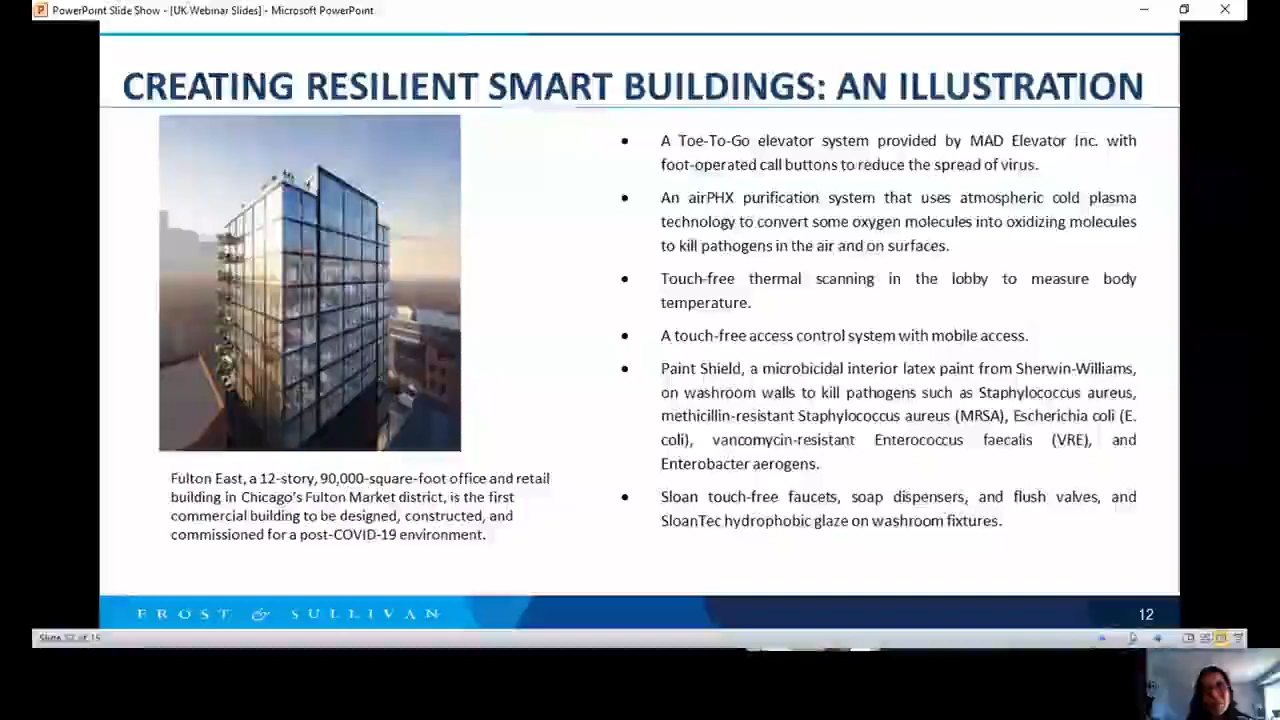 PowerPoint Slide Show - [UK Webinar Slides] - Microsoft PowerPoint
CREATING RESILIENT SMART BUILDINGS: AN ILLUSTRATION
Fulton East, a 12-story, 90,000-square-foot office and retail
building in Chicago's Fulton Market district, is the first
commercial building to be designed, constructed, and
commissioned for a post-COVID-19 environment.
• A Toe-To-Go elevator system provided by MAD Elevator Inc. with
foot-operated call buttons to reduce the spread of virus.
• An airPHX purification system that uses atmospheric cold plasma
technology to convert some oxygen molecules into oxidizing molecules
to kill pathogens in the air and on surfaces.
• Touch-free thermal scanning in the lobby to measure body
temperature.
• A touch-free access control system with mobile access.
• Paint Shield, a microbicidal interior latex paint from Sherwin-Williams,
on washroom walls to kill pathogens such as Staphylococcus aureus,
methicillin-resistant Staphylococcus aureus (MRSA), Escherichia coli (E.
coli), vancomycin-resistant Enterococcus faecalis (VRE), and
Enterobacter aerogens.
• Sloan touch-free faucets, soap dispensers, and flush valves, and
SloanTec hydrophobic glaze on washroom fixtures.
FROST & SULLIVAN
12
Slide of 15